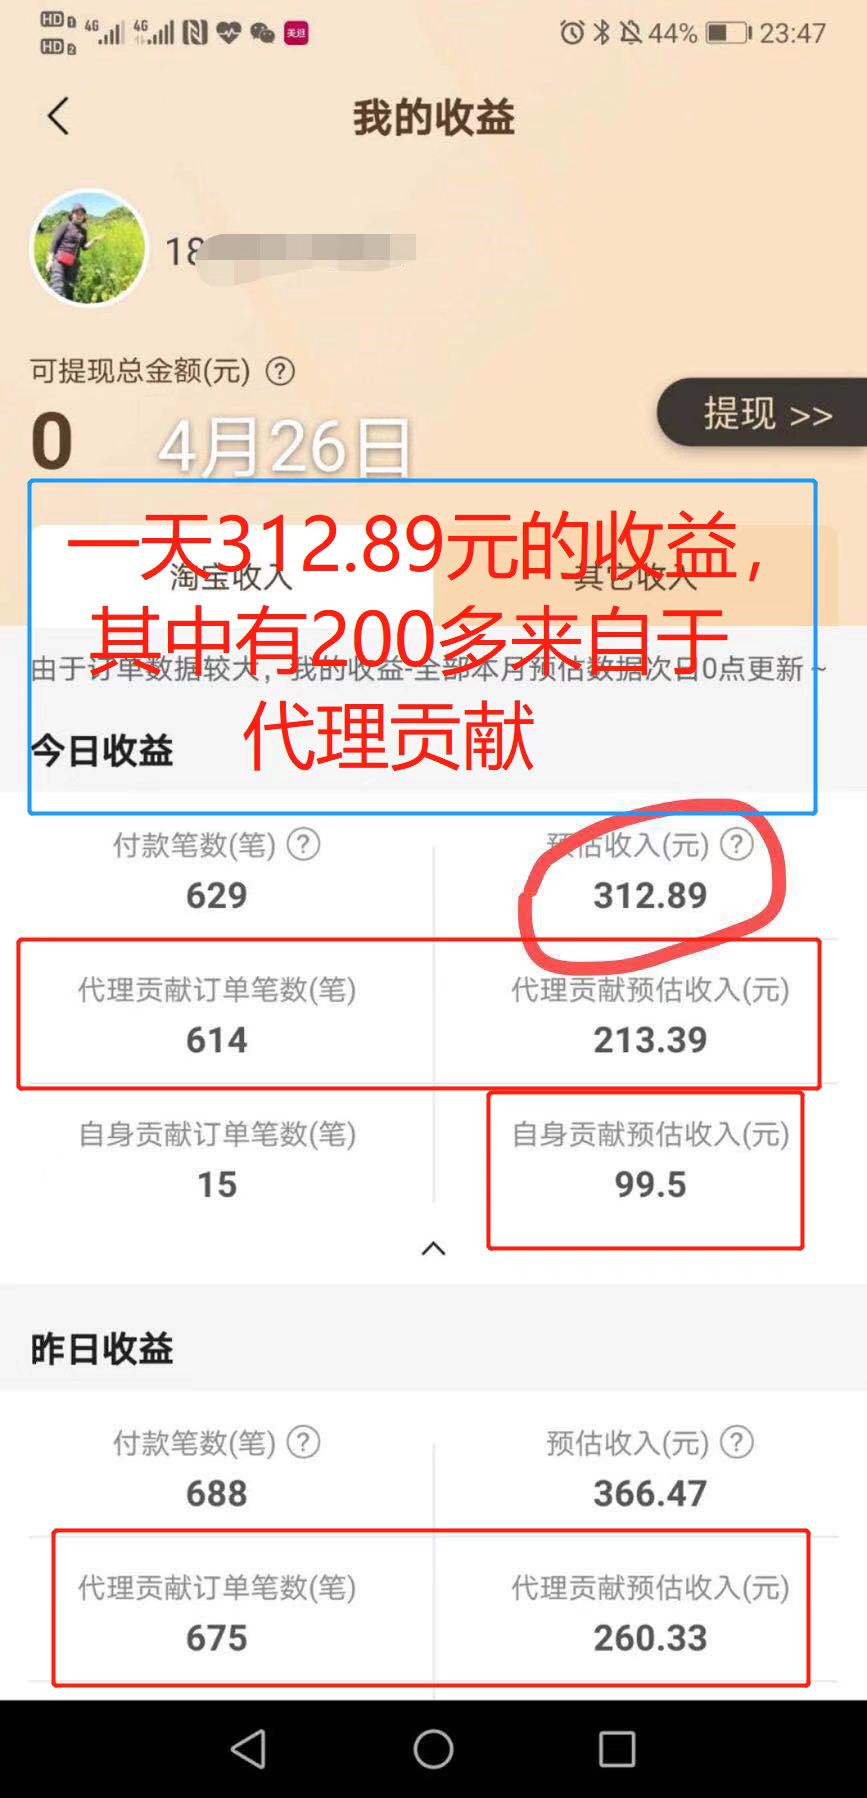 HD 1 4G 4G 美逛 44% 23:47
HD 2
我的收益
18
可提现总金额(元) ?
0 4月26日
提现 >>
一天312.89元的收益，
淘宝收入 其它收入
其中有200多来自于
由于订单数据较大，我的收益-全部本月预估数据次日0点更新~
代理贡献
今日收益
付款笔数(笔) ? 预估收入(元) ?
629 312.89
代理贡献订单笔数(笔) 代理贡献预估收入(元)
614 213.39
自身贡献订单笔数(笔) 自身贡献预估收入(元)
15 99.5
昨日收益
付款笔数(笔) ? 预估收入(元) ?
688 366.47
代理贡献订单笔数(笔) 代理贡献预估收入(元)
675 260.33